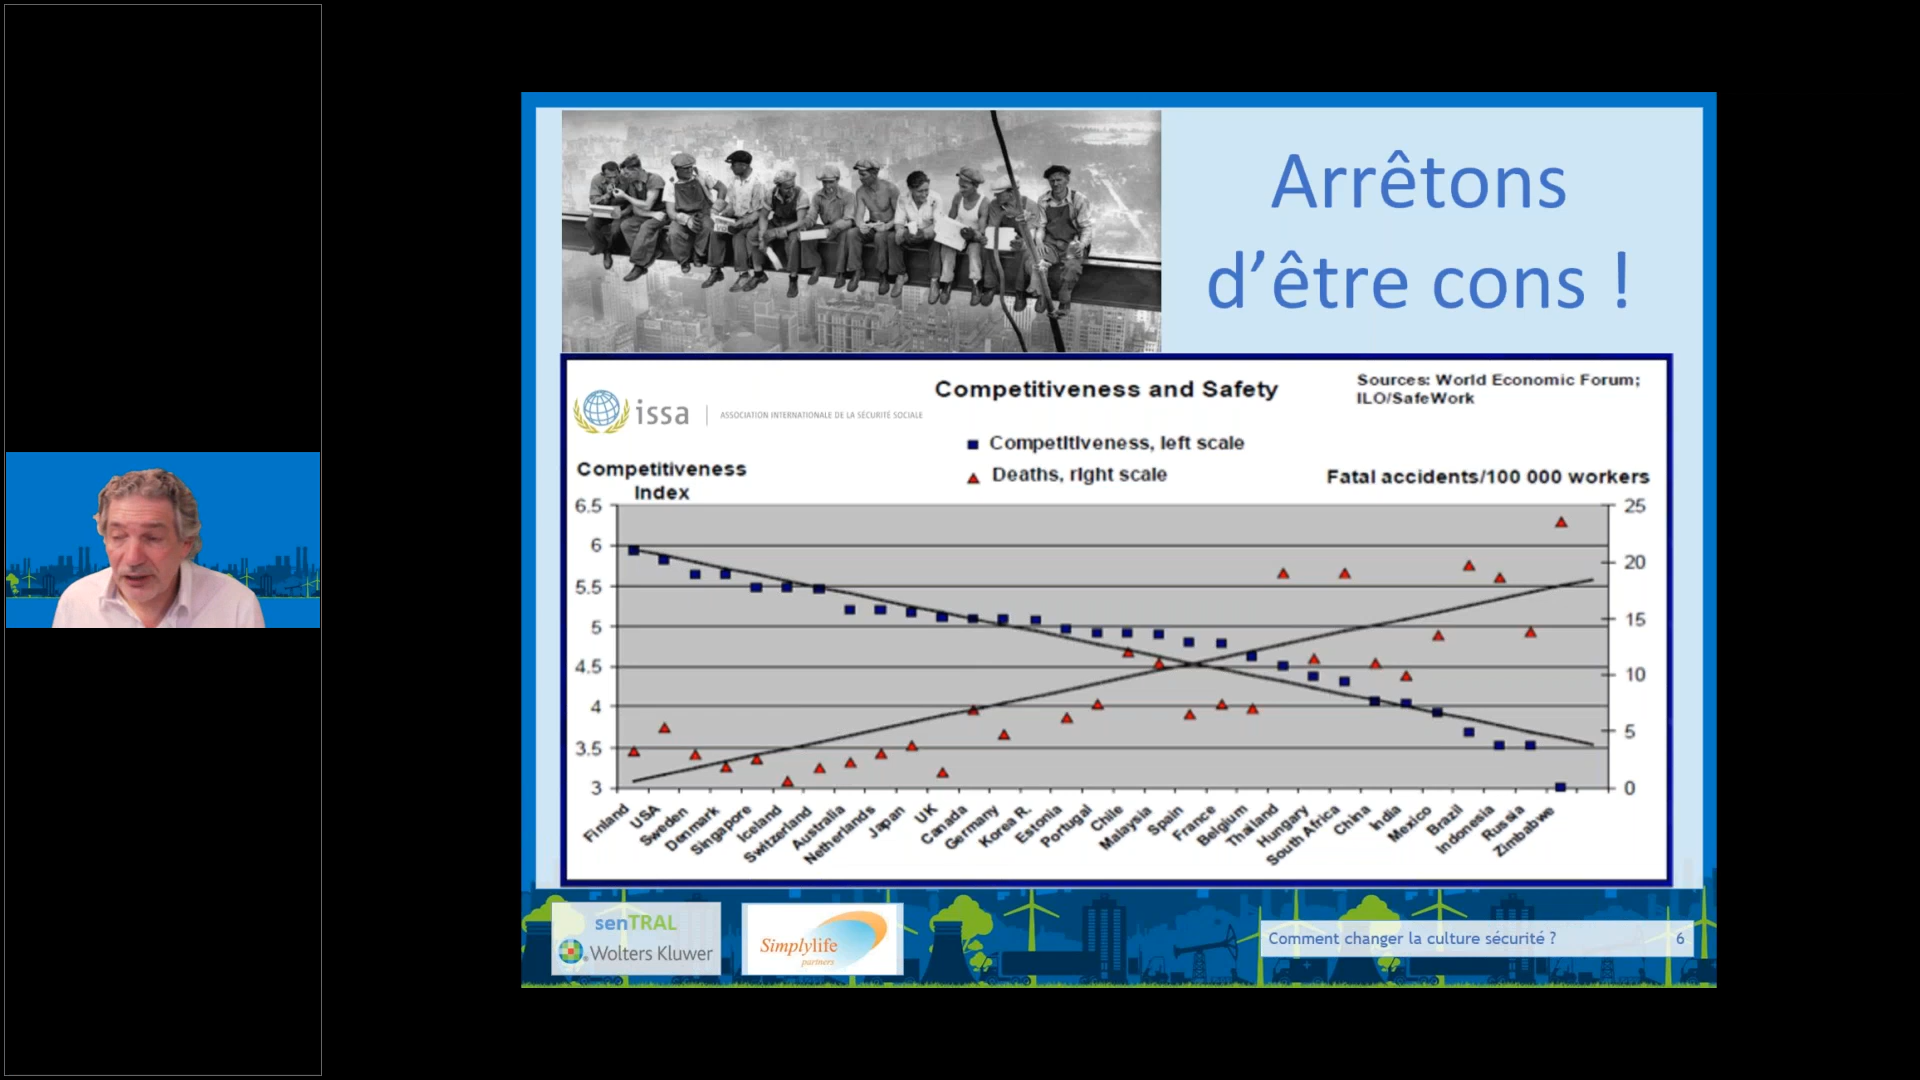 Arrêtons
d'être cons !
issa
ASSOCIATION INTERNATIONALE DE LA SÉCURITÉ SOCIALE
Competitiveness and Safety
Sources: World Economic Forum;
ILO/SafeWork
Competitiveness, left scale
Deaths, right scale
Competitiveness
Index
Fatal accidents/100 000 workers
6.5
6
5.5
5
4.5
4
3.5
3
25
20
15
10
5
0
Finland
USA
Sweden
Denmark
Singapore
Iceland
Switzerland
Australia
Netherlands
Japan
UK
Canada
Germany
Korea R.
Estonia
Portugal
Chile
Malaysia
Spain
France
Belgium
Thailand
Hungary
South Africa
China
India
Mexico
Brazil
Indonesia
Russia
Zimbabwe
senTRAL
Wolters Kluwer
Simplylife
partners
Comment changer la culture sécurité ?
6